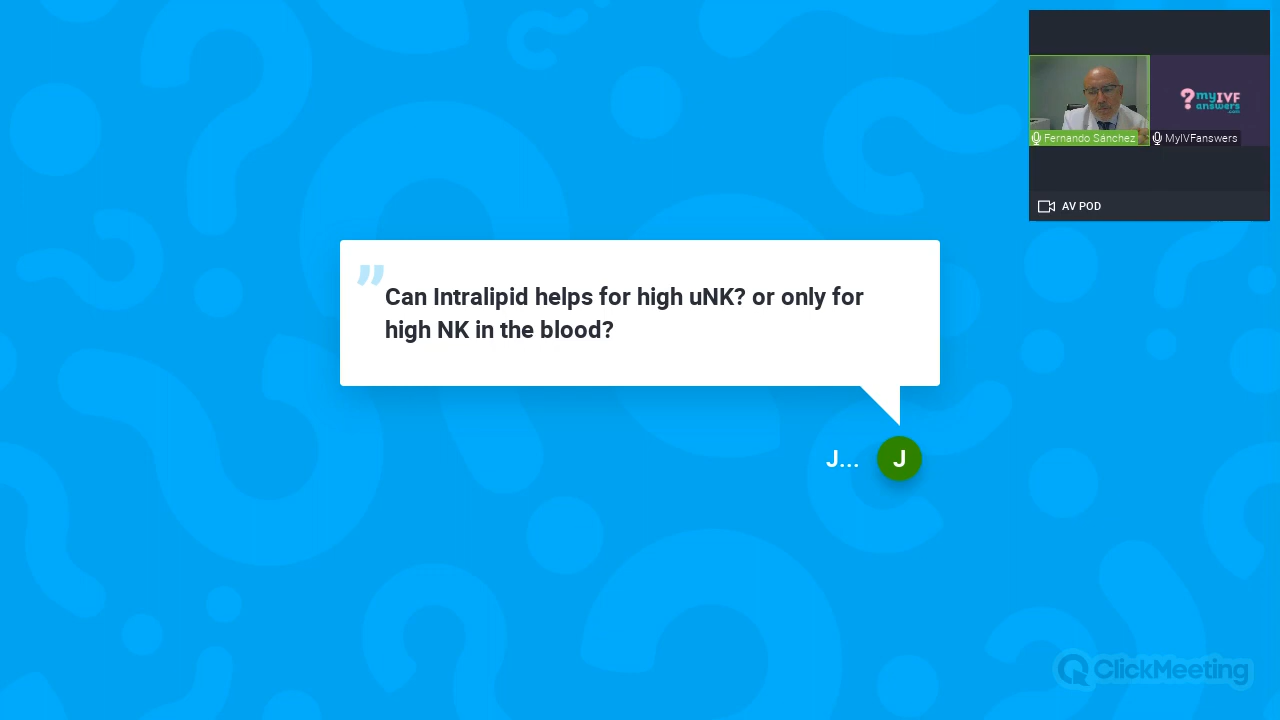 Can Intralipid helps for high uNK? or only for
high NK in the blood?
J...
J
Fernando Sánchez
MyIVFanswers
?myIVF
answers
.com
AV POD
ClickMeeting